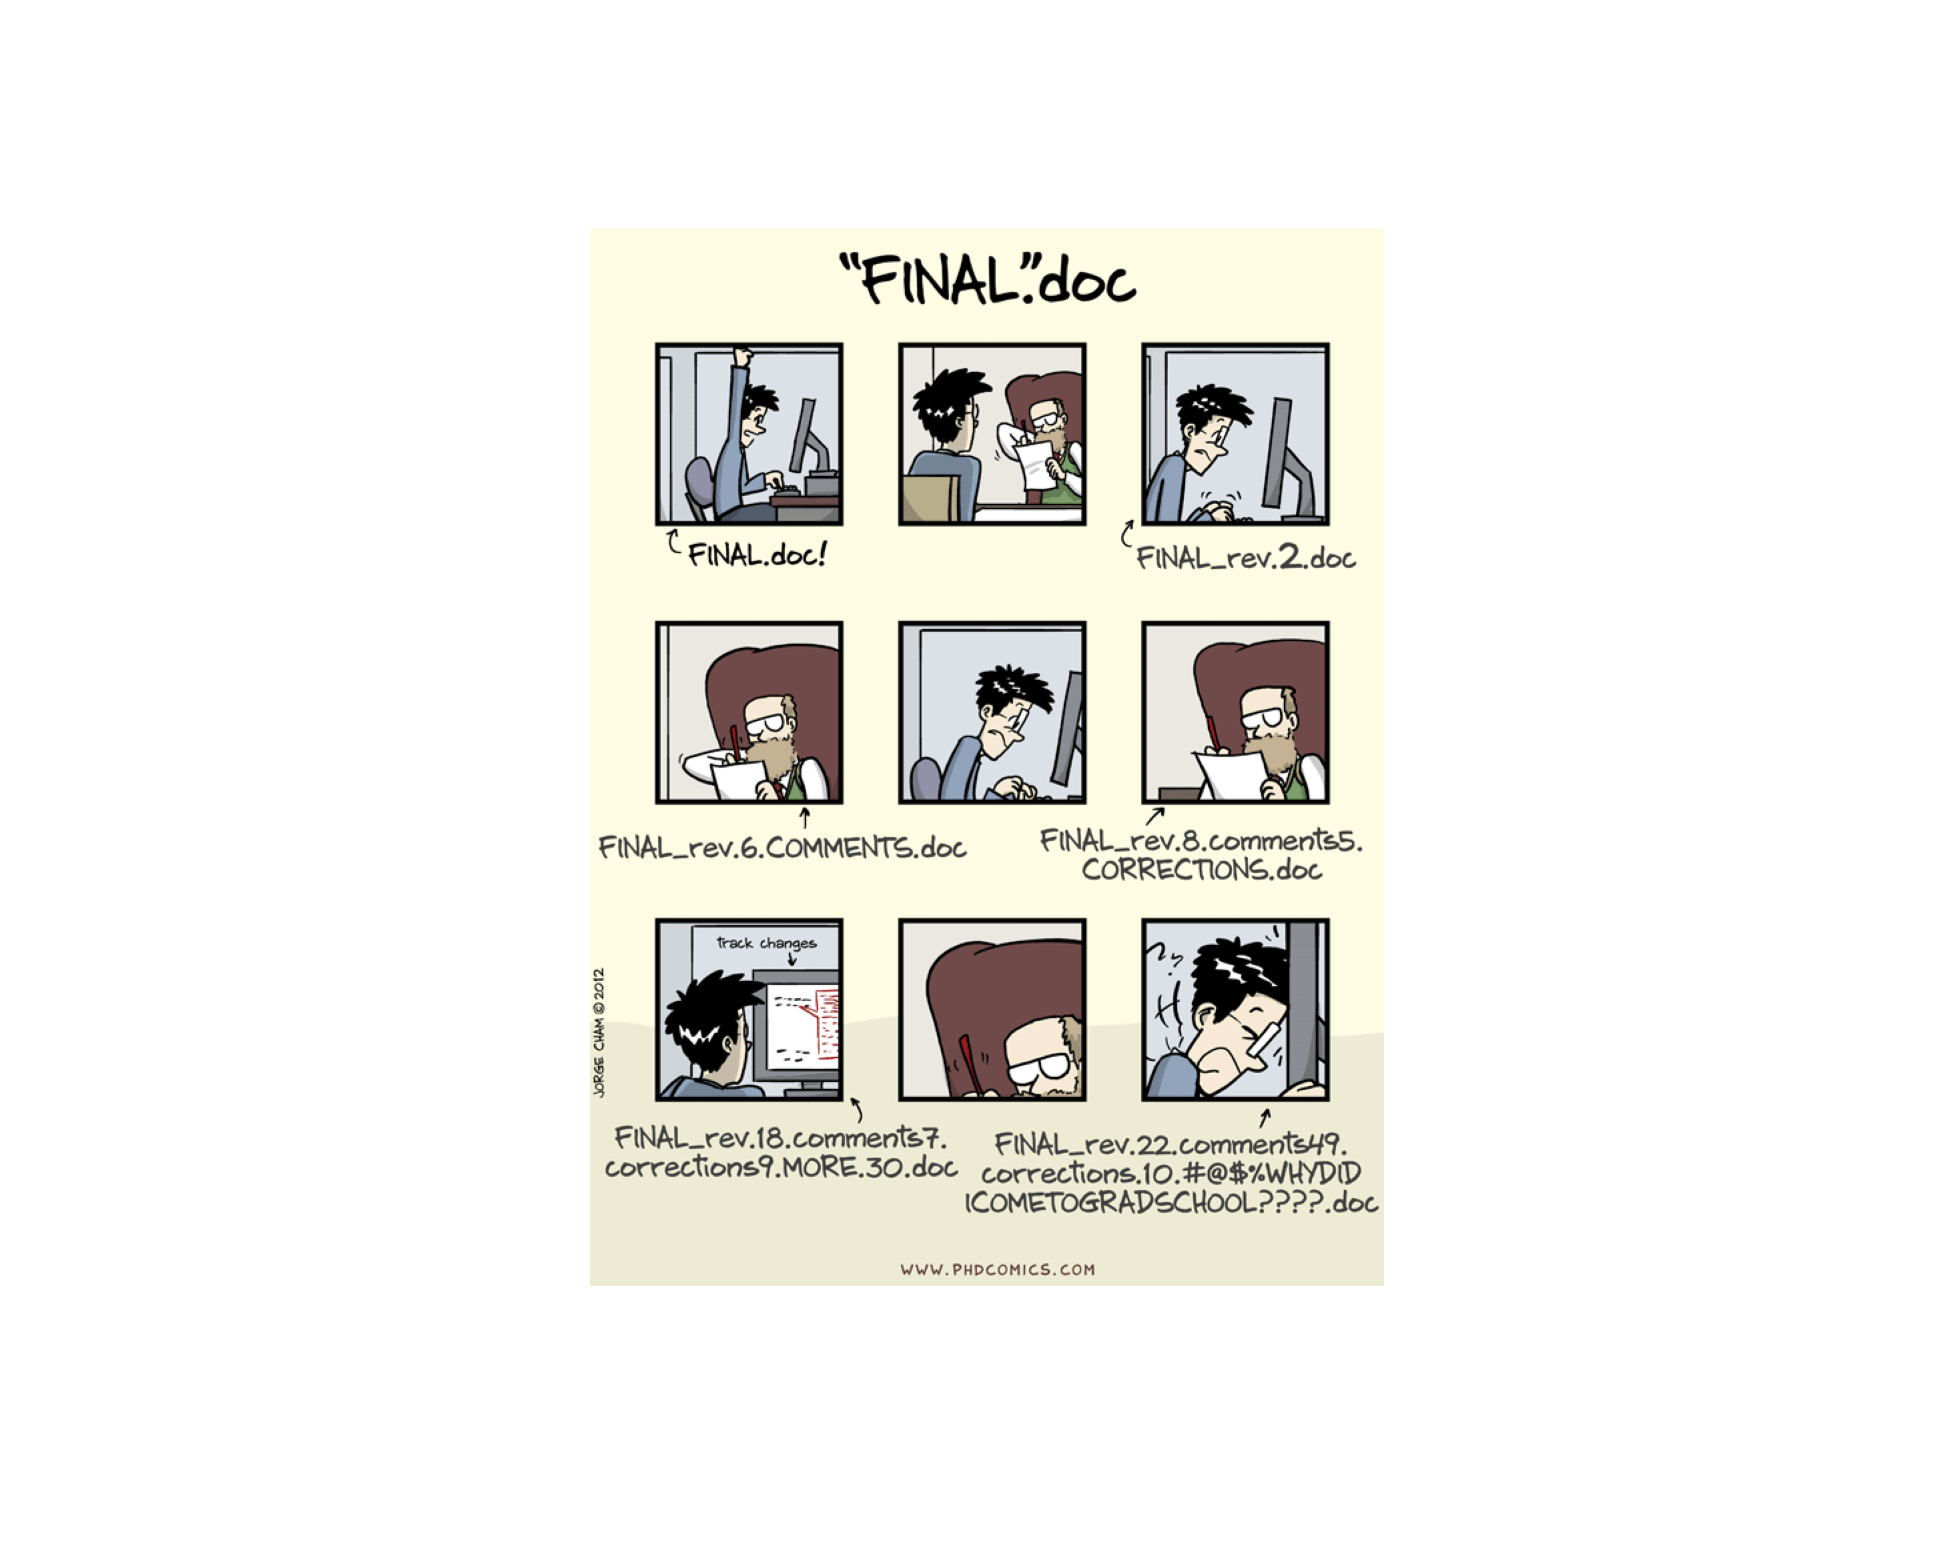 "FINAL".doc
FINAL.doc!
FINAL_rev.2.doc
FINAL_rev.6.COMMENTS.doc
FINAL_rev.8.comments5.
CORRECTIONS.doc
track changes
FINAL_rev.18.comments7.
corrections9.MORE.30.doc
FINAL_rev.22.comments49.
corrections.10.#@$%WHYDID
ICOMETOGRADSCHOOL????.doc
JORGE CHAM © 2012
WWW.PHDCOMICS.COM